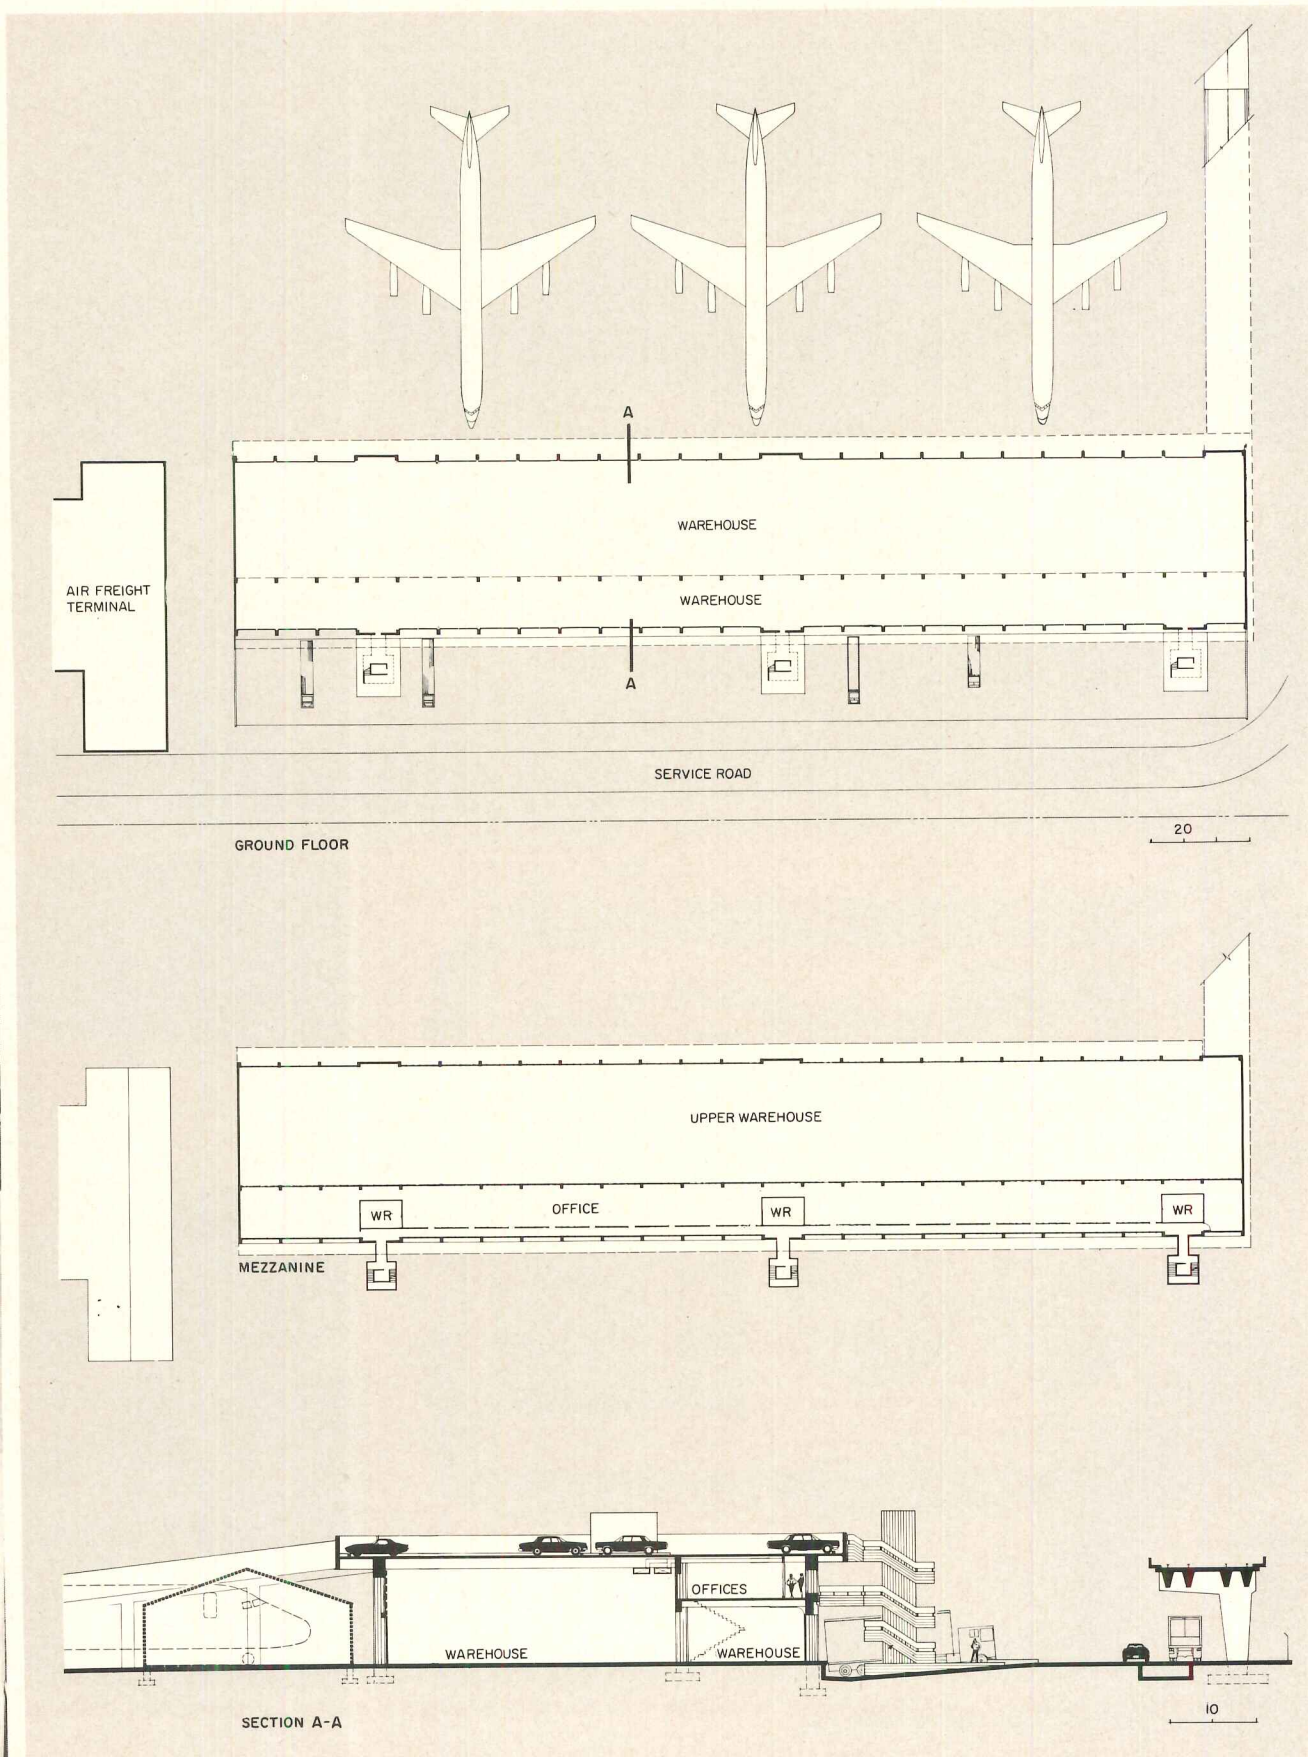 A
WAREHOUSE
AIR FREIGHT
TERMINAL
WAREHOUSE
A
SERVICE ROAD
GROUND FLOOR
20
UPPER WAREHOUSE
OFFICE
WR
WR
WR
MEZZANINE
OFFICES
WAREHOUSE
WAREHOUSE
SECTION A-A
10